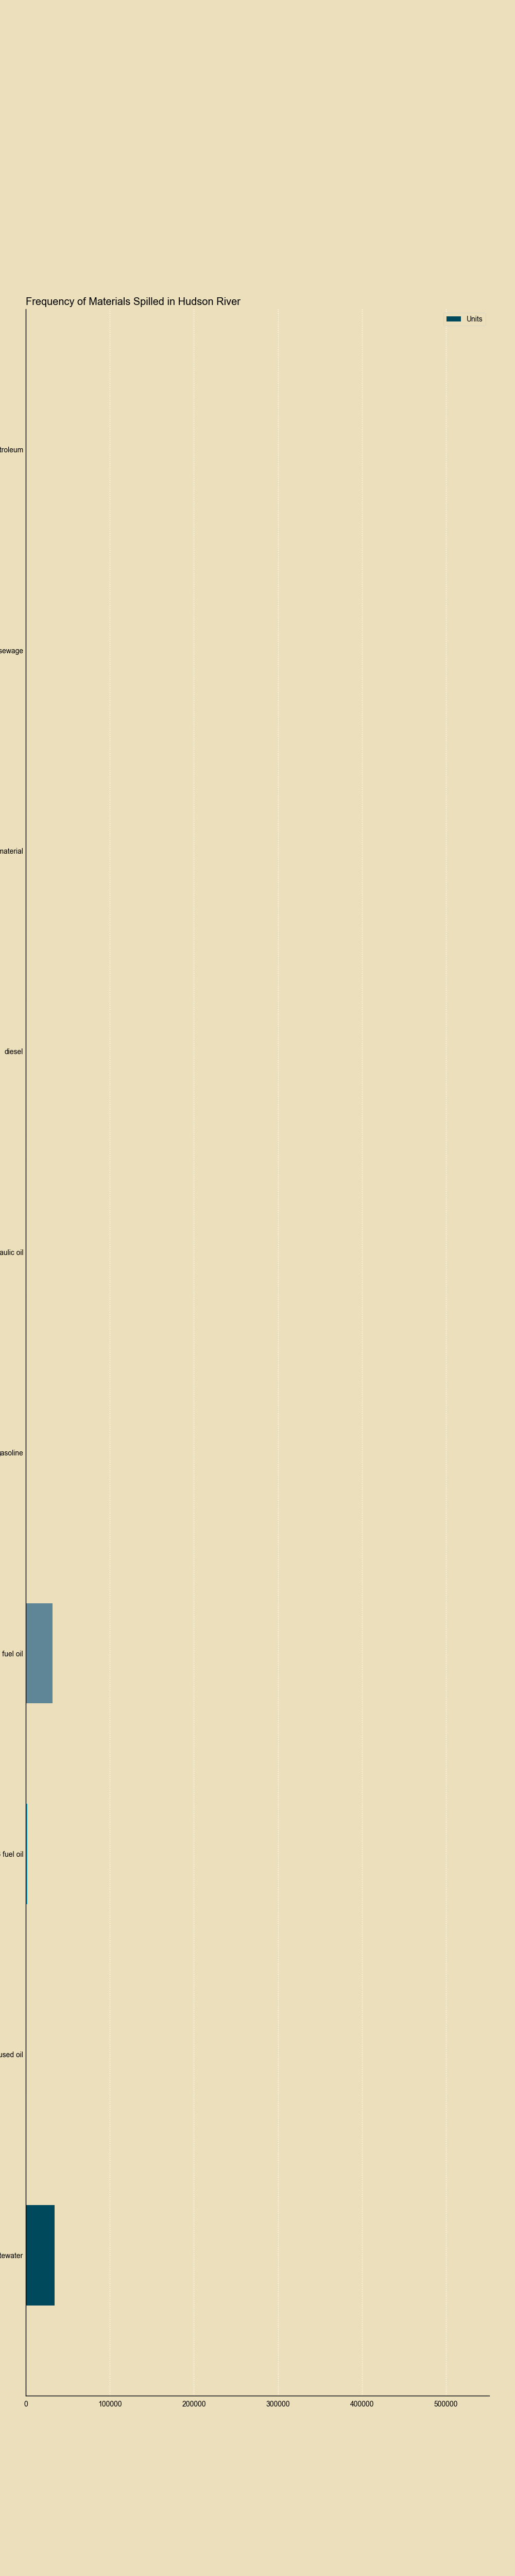 Frequency of Materials Spilled in Hudson River
Units
troleum
sewage
material
diesel
aulic oil
gasoline
fuel oil
fuel oil
used oil
tewater
0 100000 200000 300000 400000 500000